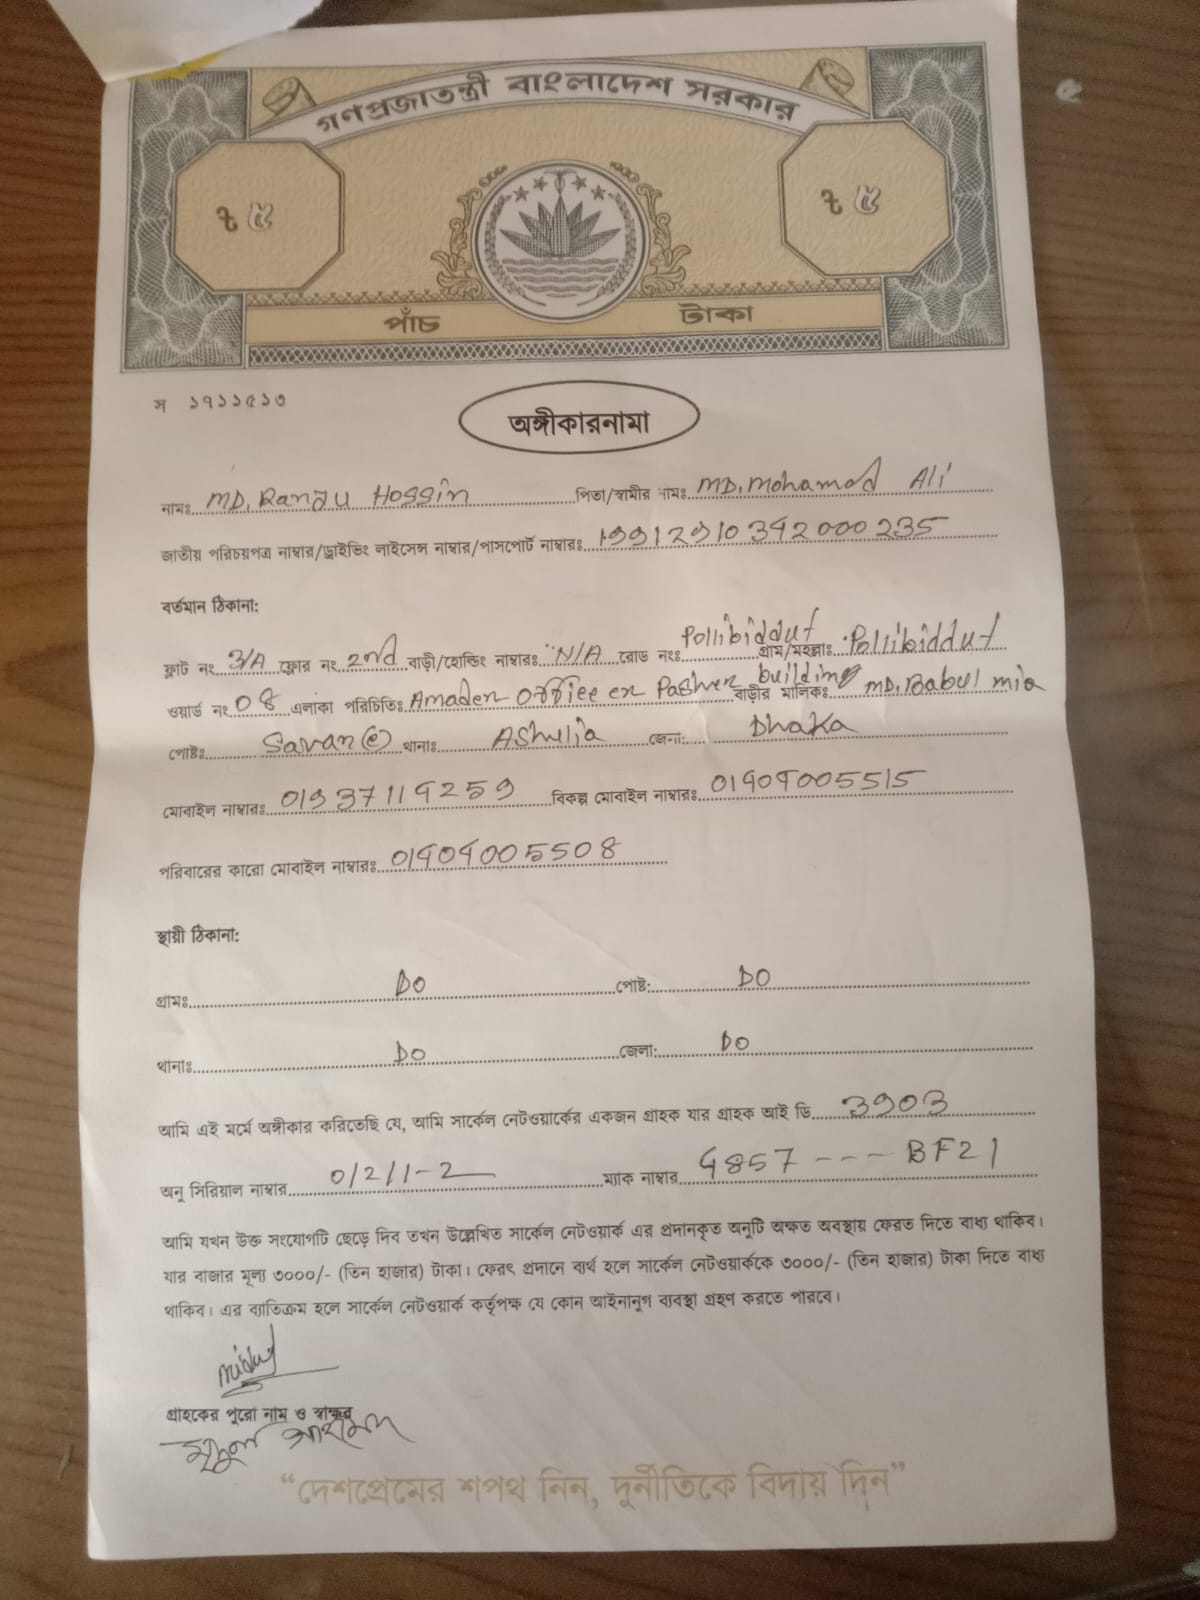 গণপ্রজাতন্ত্রী বাংলাদেশ সরকার
৳ ৫ ৳ ৫
পাঁচ টাকা
স ১৭১১৫১৩
অঙ্গীকারনামা
নামঃ MD. Ranju Hossin পিতা/স্বামীর নামঃ MD. Mohamod Ali
জাতীয় পরিচয়পত্র নাম্বার/ড্রাইভিং লাইসেন্স নাম্বার/পাসপোর্ট নাম্বারঃ 19912910342000235
বর্তমান ঠিকানা:
ফ্লাট নং 3/A ফ্লোর নং 2nd বাড়ী/হোল্ডিং নাম্বারঃ N/A রোড নংঃ Pollibiddut গ্রাম/মহল্লাঃ Pollibiddut
ওয়ার্ড নং 08 এলাকা পরিচিতিঃ Amader office er Pasher building বাড়ীর মালিকঃ MD. Babul mia
পোষ্টঃ Savar থানাঃ Ashulia জেলা: Dhaka
মোবাইল নাম্বারঃ বিকল্প মোবাইল নাম্বারঃ
পরিবারের কারো মোবাইল নাম্বারঃ
স্থায়ী ঠিকানা:
গ্রামঃ DO পোষ্ট: DO
থানাঃ DO জেলা: DO
আমি এই মর্মে অঙ্গীকার করিতেছি যে, আমি সার্কেল নেটওয়ার্কের একজন গ্রাহক যার গ্রাহক আই ডি 3903
অনু সিরিয়াল নাম্বার 0/2/1-2 ম্যাক নাম্বার 4857 --- BF21
আমি যখন উক্ত সংযোগটি ছেড়ে দিব তখন উল্লেখিত সার্কেল নেটওয়ার্ক এর প্রদানকৃত অনুটি অক্ষত অবস্থায় ফেরত দিতে বাধ্য থাকিব।
যার বাজার মূল্য ৩০০০/- (তিন হাজার) টাকা। ফেরৎ প্রদানে ব্যর্থ হলে সার্কেল নেটওয়ার্ককে ৩০০০/- (তিন হাজার) টাকা দিতে বাধ্য
থাকিব। এর ব্যাতিক্রম হলে সার্কেল নেটওয়ার্ক কর্তৃপক্ষ যে কোন আইনানুগ ব্যবস্থা গ্রহণ করতে পারবে।
গ্রাহকের পুরো নাম ও স্বাক্ষর
“দেশপ্রেমের শপথ নিন, দুর্নীতিকে বিদায় দিন”